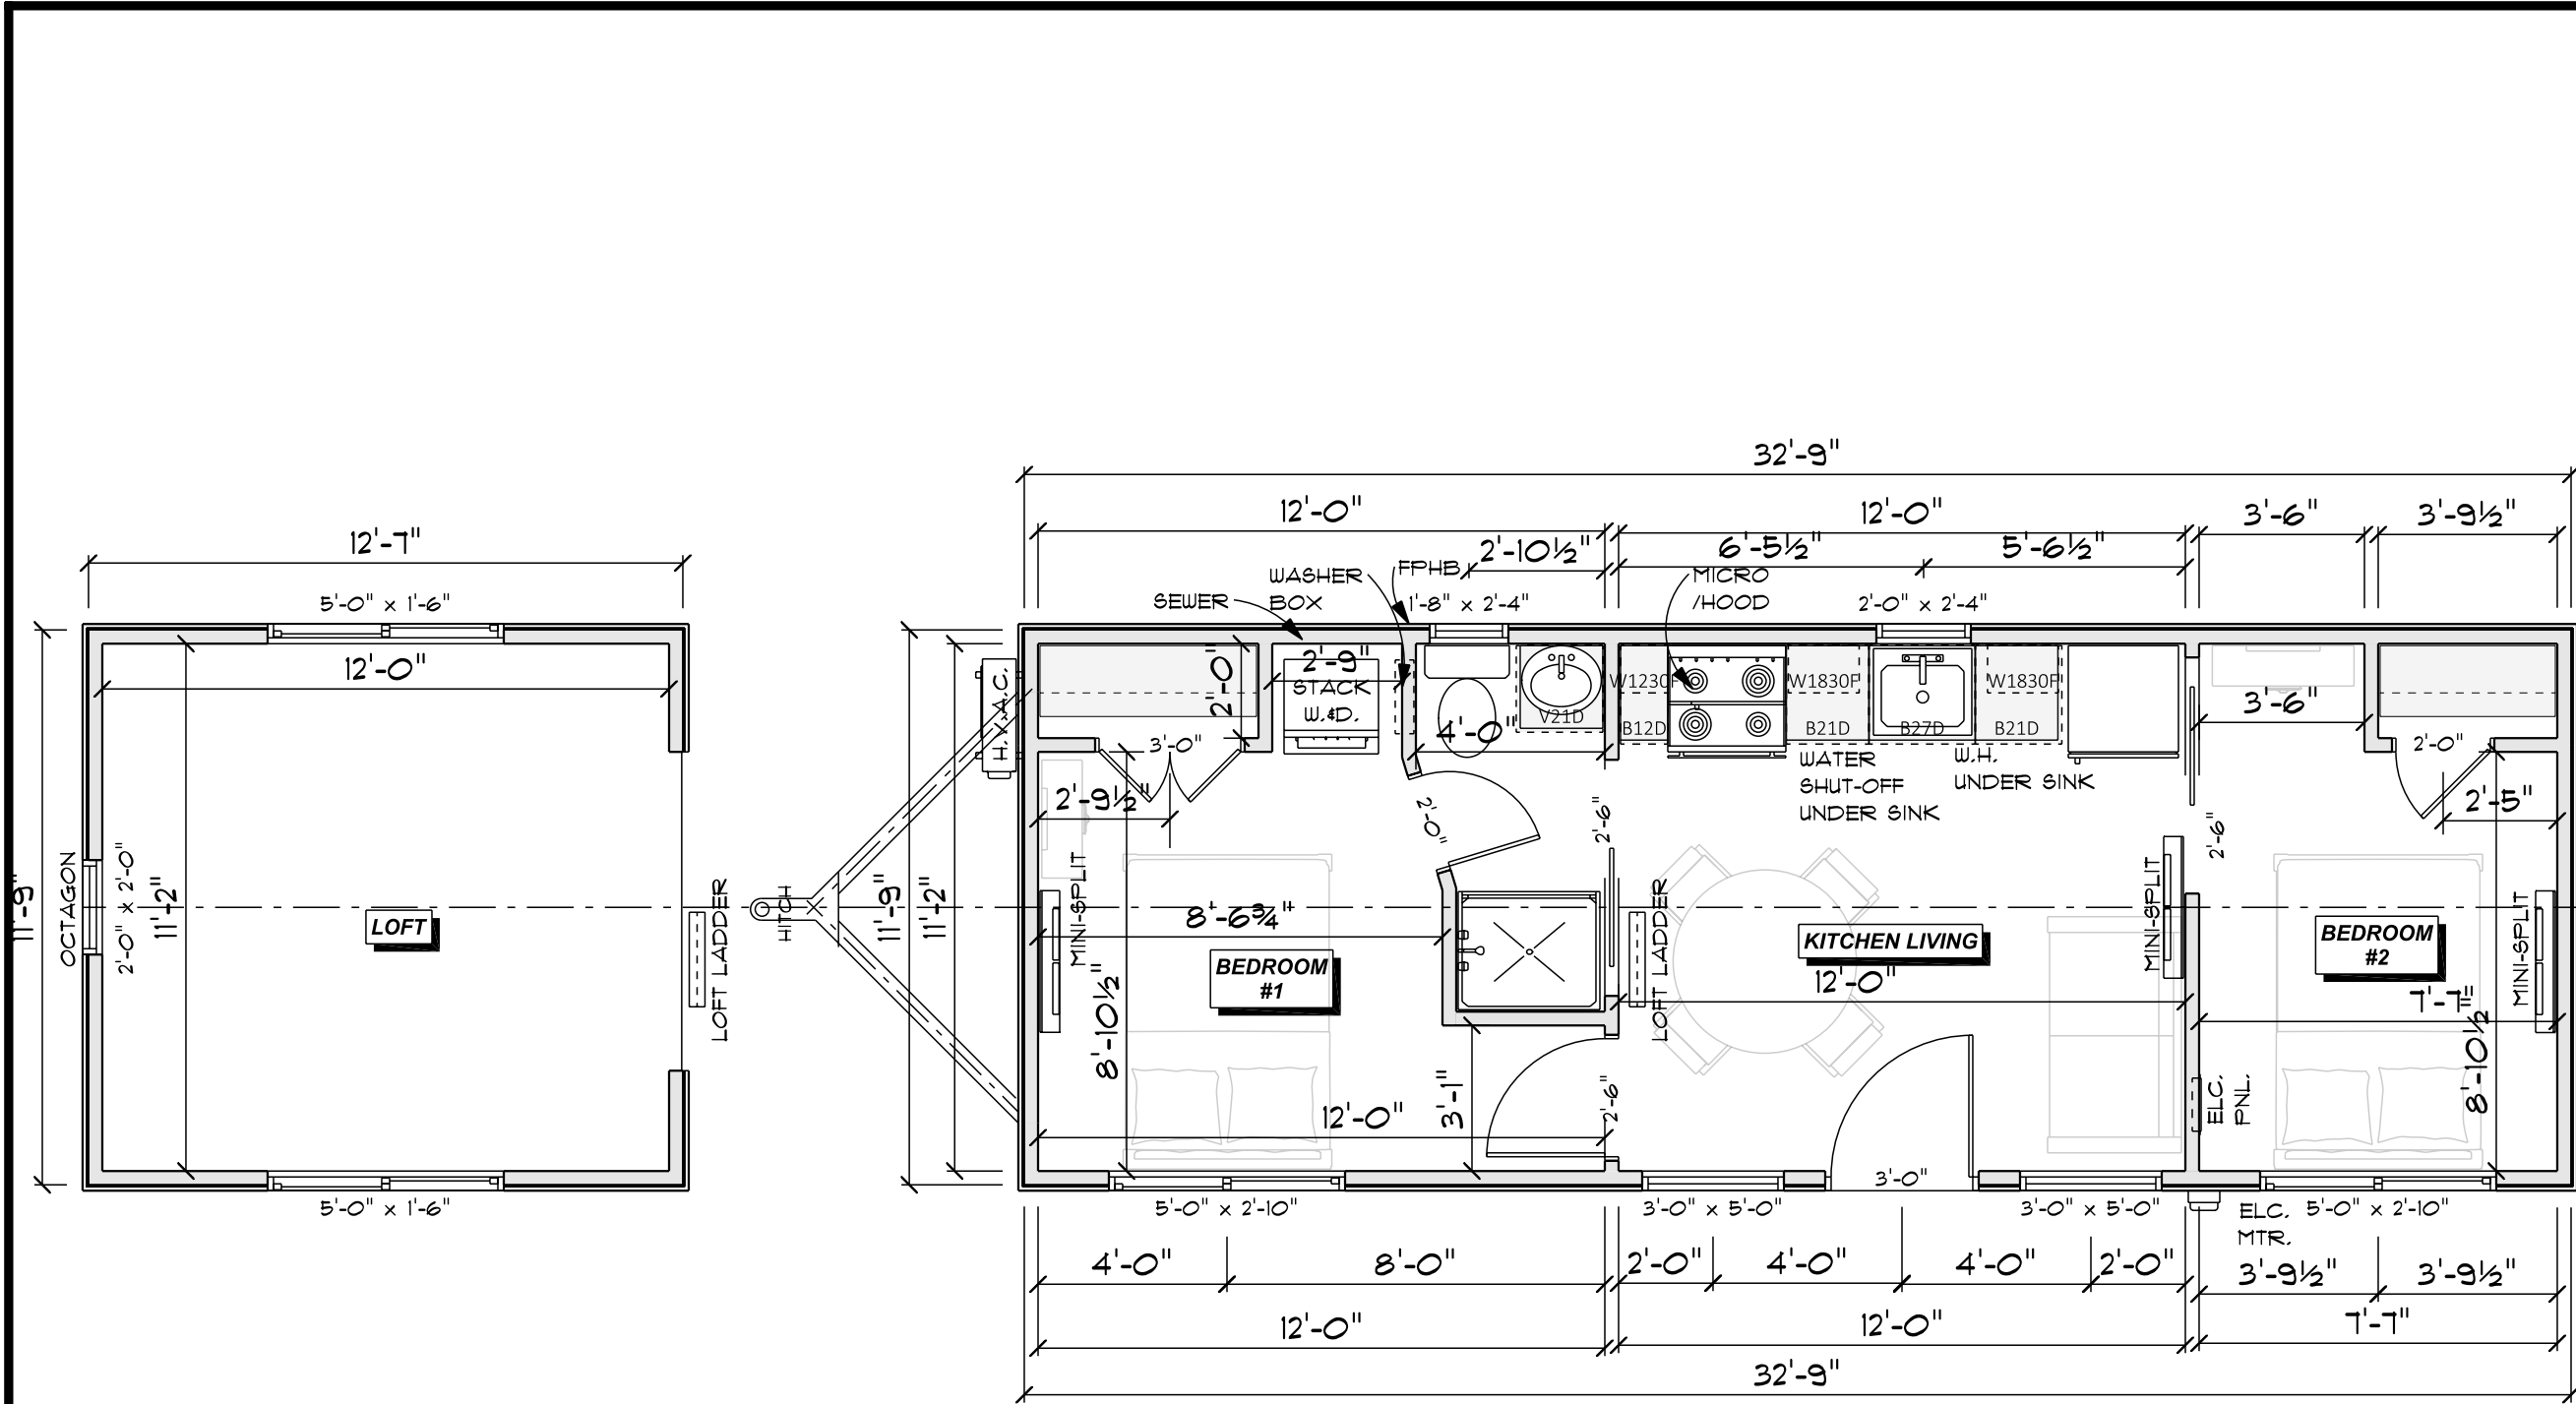 32'-9"
12'-0"
12'-0"
3'-6"
3'-9½"
12'-7"
2'-10½"
6'-5½"
5'-6½"
WASHER
BOX
FPHB
MICRO
/HOOD
SEWER
5'-0" x 1'-6"
1'-8" x 2'-4"
2'-0" x 2'-4"
12'-0"
2'-0"
2'-9"
STACK
W.&D.
H.V.A.C.
W1230F
W1830F
W1830F
3'-6"
V21D
B12D
B21D
B27D
B21D
4'-0"
3'-0"
2'-0"
WATER
SHUT-OFF
UNDER SINK
W.H.
UNDER SINK
2'-9½"
2'-0"
2'-6"
2'-6"
2'-5"
11'-9"
OCTAGON
2'-0" x 2'-0"
11'-2"
LOFT
LOFT LADDER
HITCH
11'-9"
11'-2"
MINI-SPLIT
8'-6¾"
BEDROOM
#1
LOFT LADDER
KITCHEN LIVING
12'-0"
MINI-SPLIT
BEDROOM
#2
MINI-SPLIT
7'-7"
8'-10½"
8'-10½"
12'-0"
3'-1"
2'-6"
ELC.
PNL.
3'-0"
5'-0" x 1'-6"
5'-0" x 2'-10"
3'-0" x 5'-0"
3'-0" x 5'-0"
ELC.
MTR.
5'-0" x 2'-10"
4'-0"
8'-0"
2'-0"
4'-0"
4'-0"
2'-0"
3'-9½"
3'-9½"
12'-0"
12'-0"
7'-7"
32'-9"